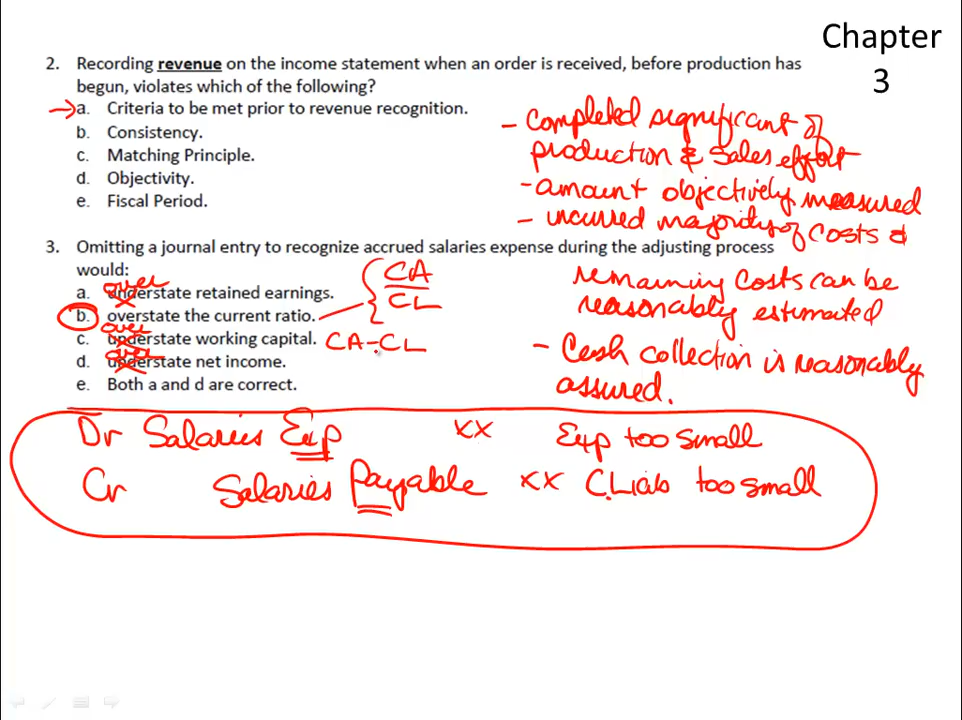 Chapter
3
2. Recording revenue on the income statement when an order is received, before production has
begun, violates which of the following?
→ a. Criteria to be met prior to revenue recognition.
b. Consistency.
c. Matching Principle.
d. Objectivity.
e. Fiscal Period.
- completed significant of
production & sales effort
- amount objectively measured
- incurred majority of costs &
remaining costs can be
reasonably estimated
- Cash collection is reasonably
assured.
3. Omitting a journal entry to recognize accrued salaries expense during the adjusting process
would:
over
a. understate retained earnings.
b. overstate the current ratio.
CA
CL
over
c. understate working capital. CA-CL
over
d. understate net income.
e. Both a and d are correct.
Dr Salaries Exp xx Exp too small
Cr Salaries Payable xx C.Liab too small